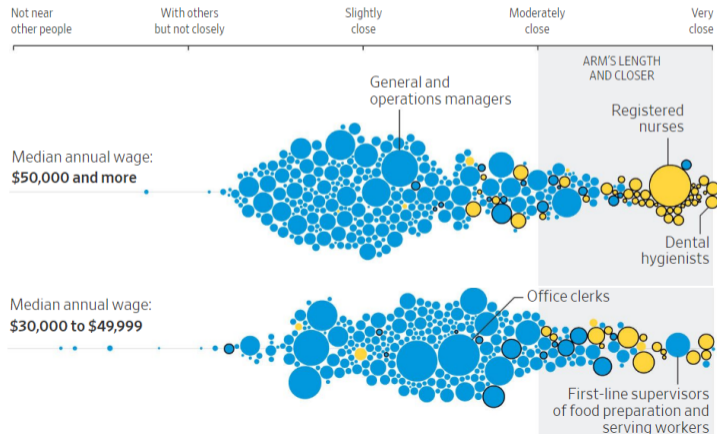 Not near
other people
With others
but not closely
Slightly
close
Moderately
close
Very
close
ARM'S LENGTH
AND CLOSER
General and
operations managers
Registered
nurses
Median annual wage:
$50,000 and more
Dental
hygienists
Median annual wage:
$30,000 to $49,999
Office clerks
First-line supervisors
of food preparation and
serving workers